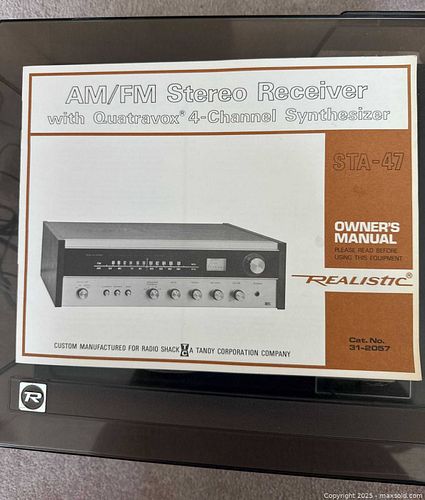 AM/FM Stereo Receiver
with Quatravox® 4-Channel Synthesizer
STA-47
OWNER'S
MANUAL
PLEASE READ BEFORE
USING THIS EQUIPMENT
REALISTIC®
Cat. No.
31-2057
CUSTOM MANUFACTURED FOR RADIO SHACK A TANDY CORPORATION COMPANY
R
Copyright 2025 - maxsold.com